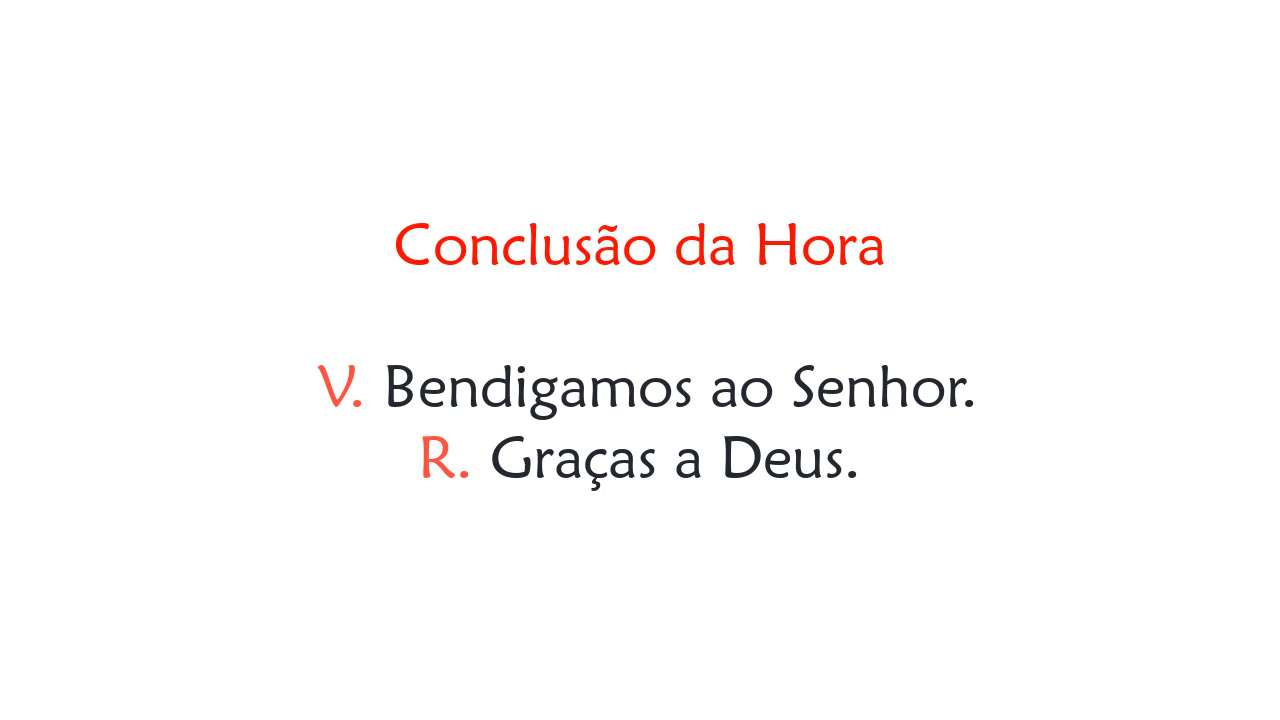 Conclusão da Hora
V. Bendigamos ao Senhor.
R. Graças a Deus.